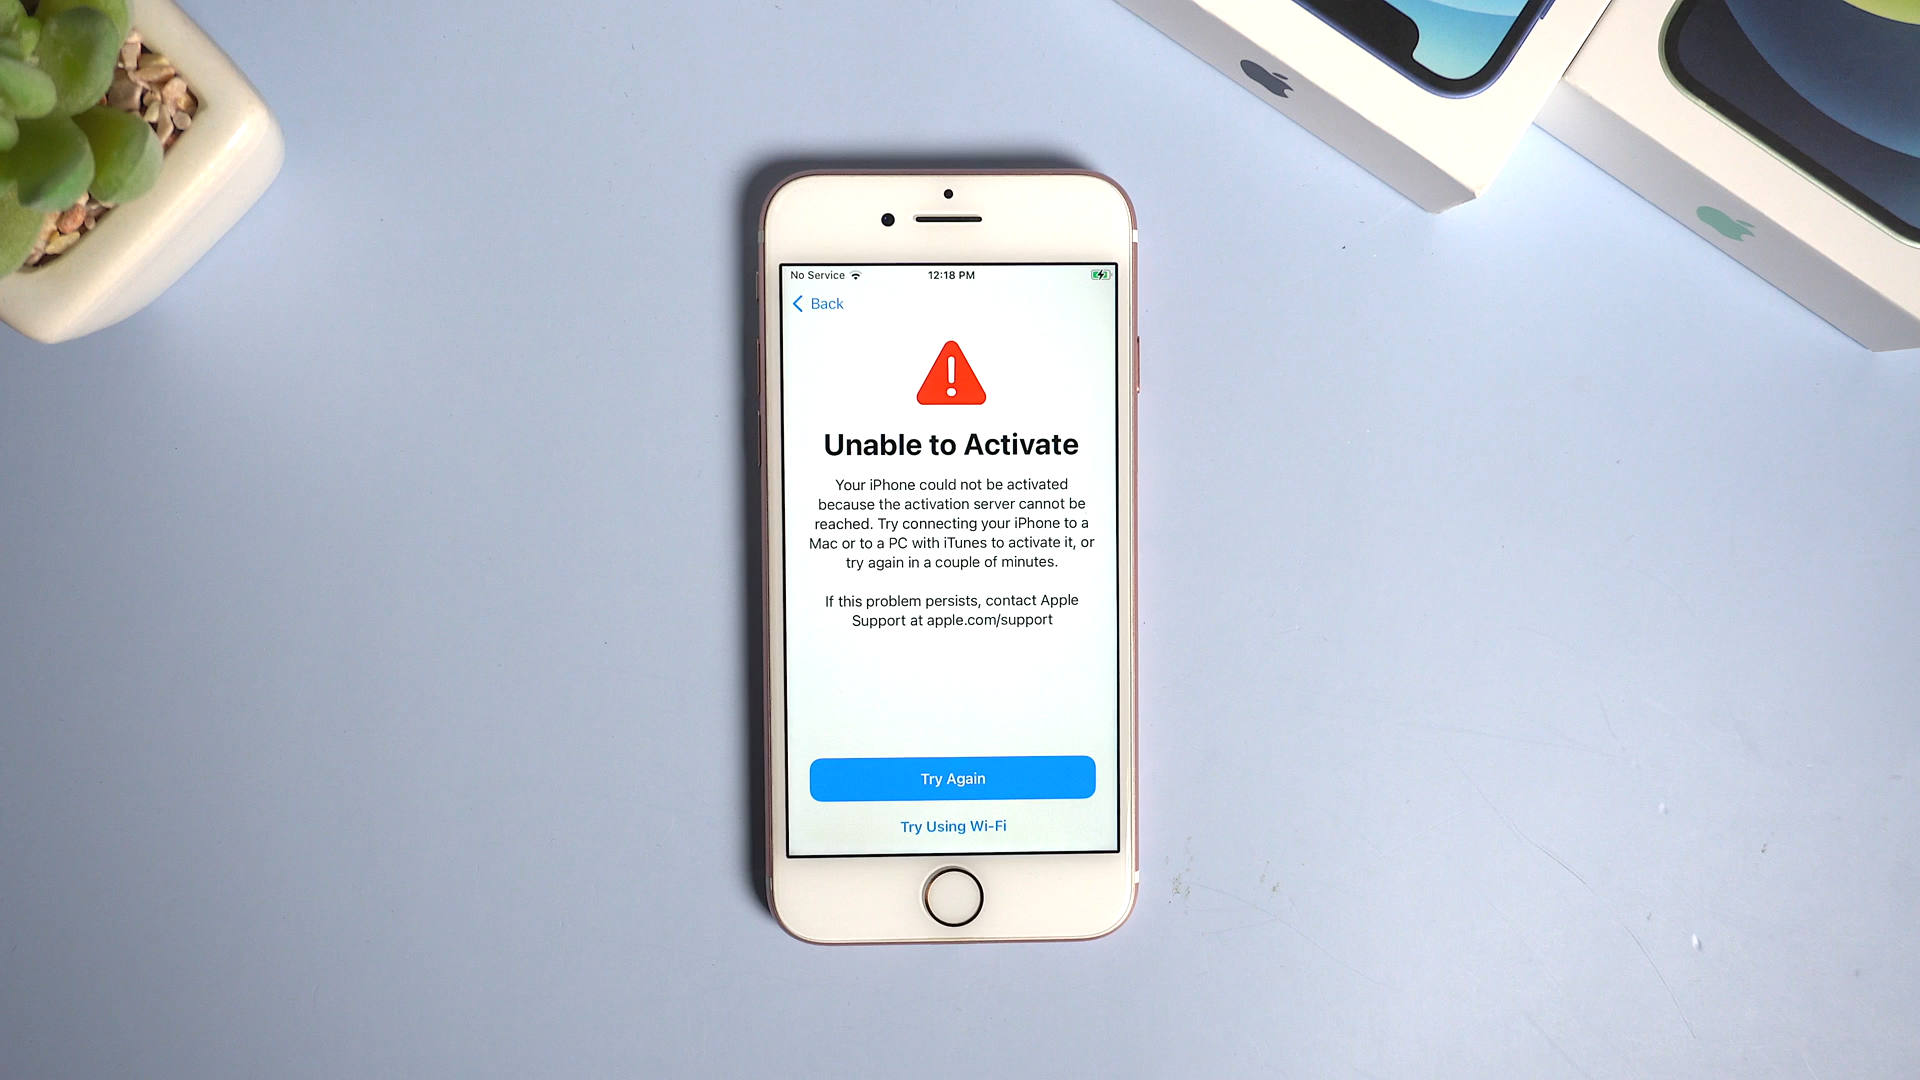 No Service 12:18 PM
Back
Unable to Activate
Your iPhone could not be activated
because the activation server cannot be
reached. Try connecting your iPhone to a
Mac or to a PC with iTunes to activate it, or
try again in a couple of minutes.
If this problem persists, contact Apple
Support at apple.com/support
Try Again
Try Using Wi-Fi